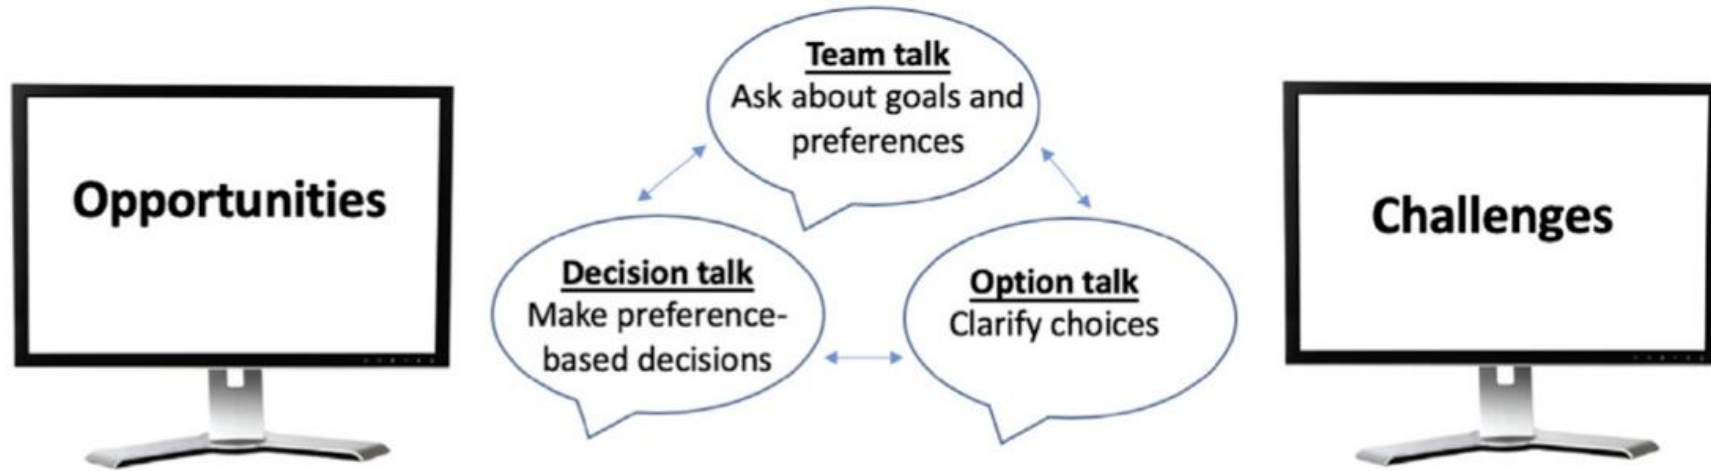 Opportunities
Team talk
Ask about goals and
preferences
Decision talk
Make preference-
based decisions
Option talk
Clarify choices
Challenges